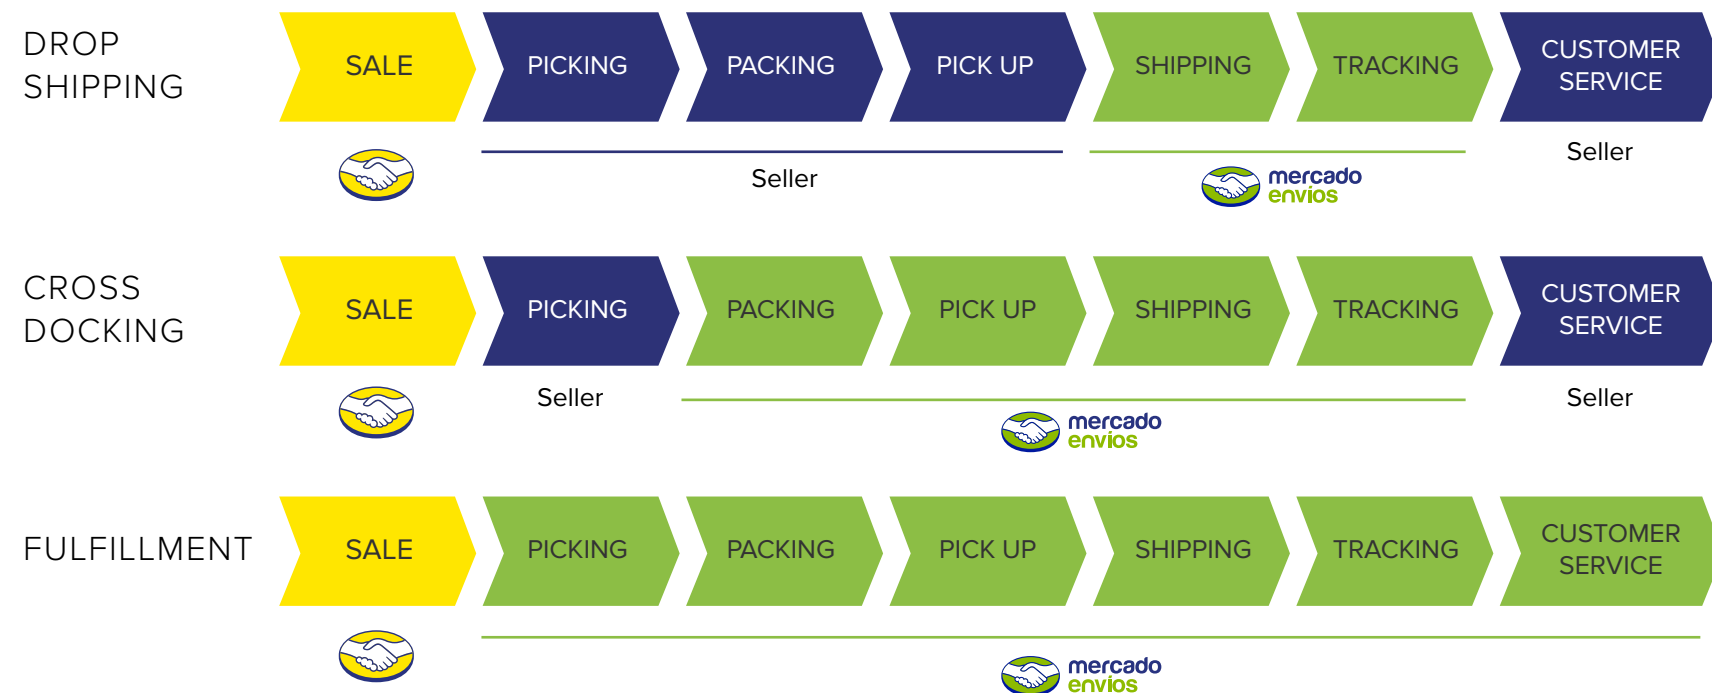 DROP
SHIPPING
SALE
PICKING
PACKING
PICK UP
SHIPPING
TRACKING
CUSTOMER
SERVICE
Seller
mercado
envios
Seller
CROSS
DOCKING
SALE
PICKING
PACKING
PICK UP
SHIPPING
TRACKING
CUSTOMER
SERVICE
Seller
mercado
envios
Seller
FULFILLMENT
SALE
PICKING
PACKING
PICK UP
SHIPPING
TRACKING
CUSTOMER
SERVICE
mercado
envios